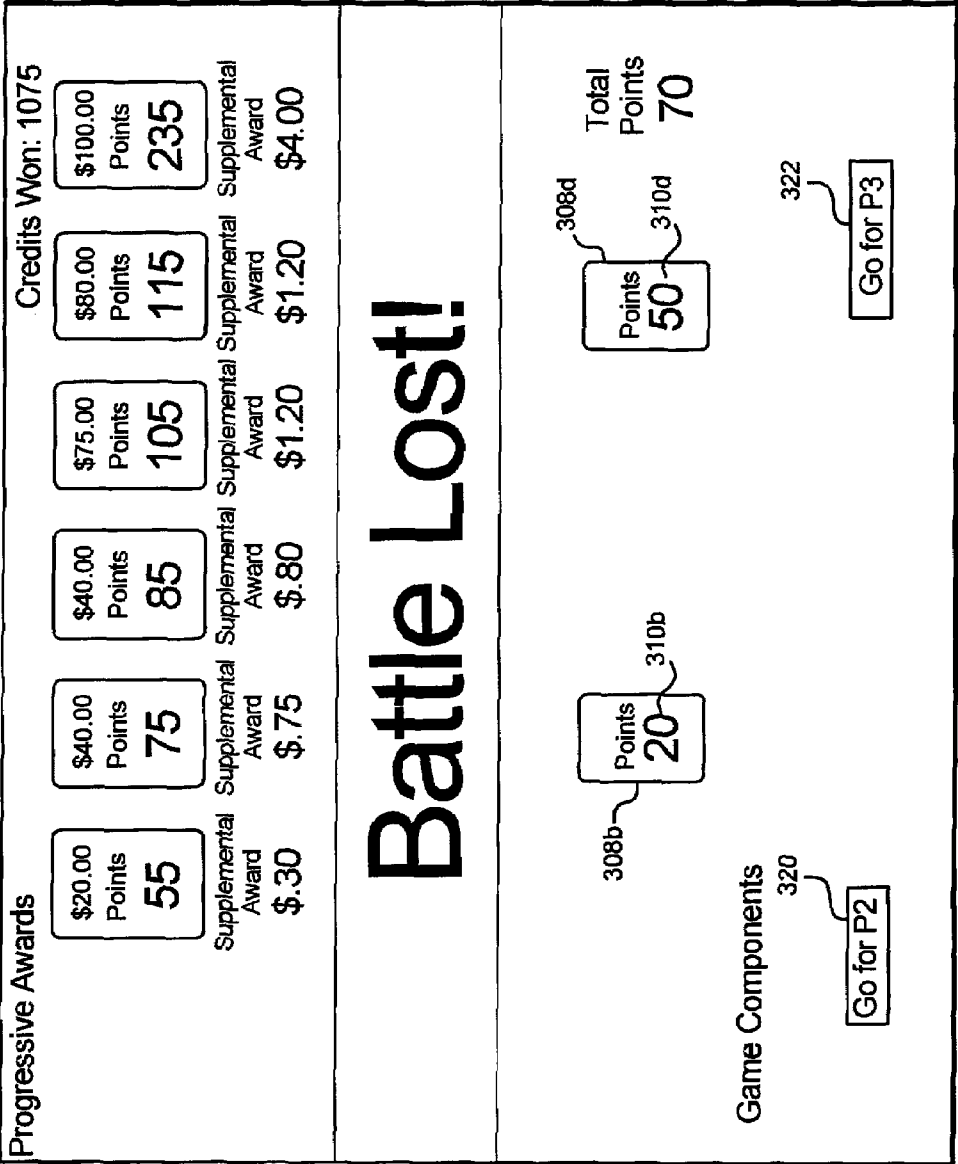 Progressive Awards
Credits Won: 1075
$20.00
Points
55
Supplemental
Award
$.30
$40.00
Points
75
Supplemental
Award
$.75
$40.00
Points
85
Supplemental
Award
$.80
$75.00
Points
105
Supplemental
Award
$1.20
$80.00
Points
115
Supplemental
Award
$1.20
$100.00
Points
235
Supplemental
Award
$4.00
Battle Lost!
308b
Points
20
310b
308d
Points
50
310d
Total
Points
70
Game Components
320
Go for P2
322
Go for P3